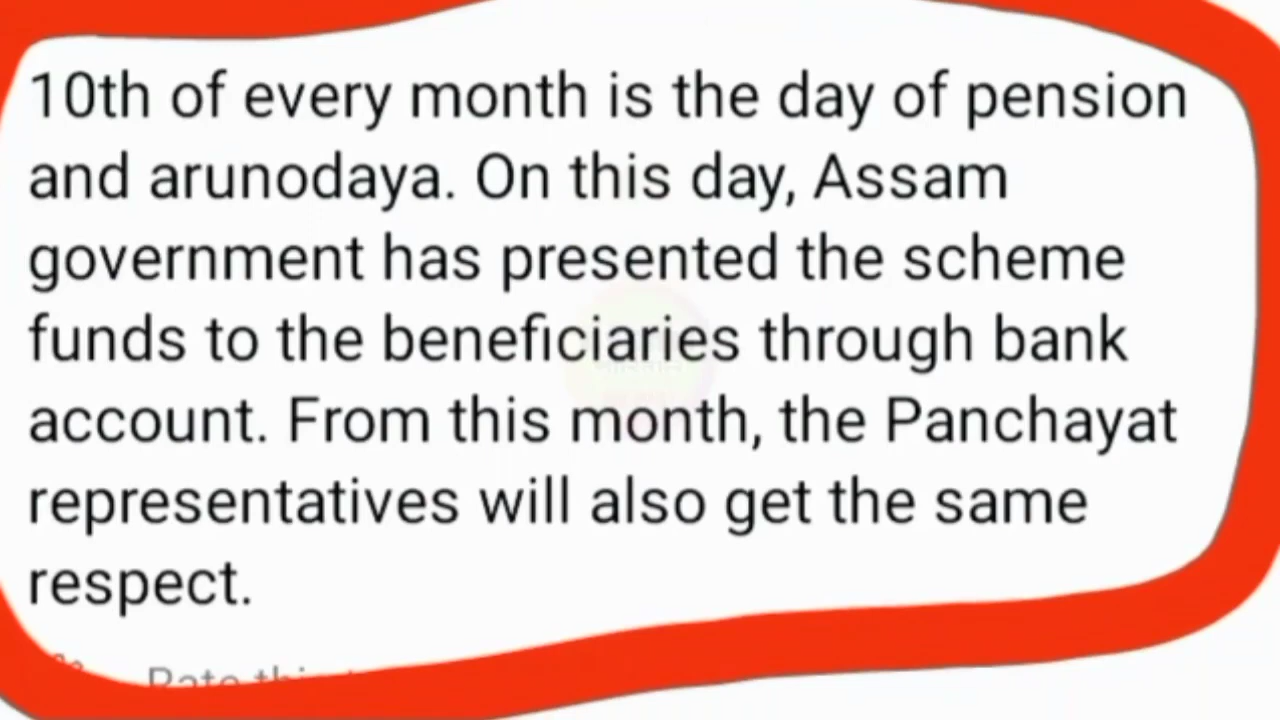 10th of every month is the day of pension
and arunodaya. On this day, Assam
government has presented the scheme
funds to the beneficiaries through bank
account. From this month, the Panchayat
representatives will also get the same
respect.